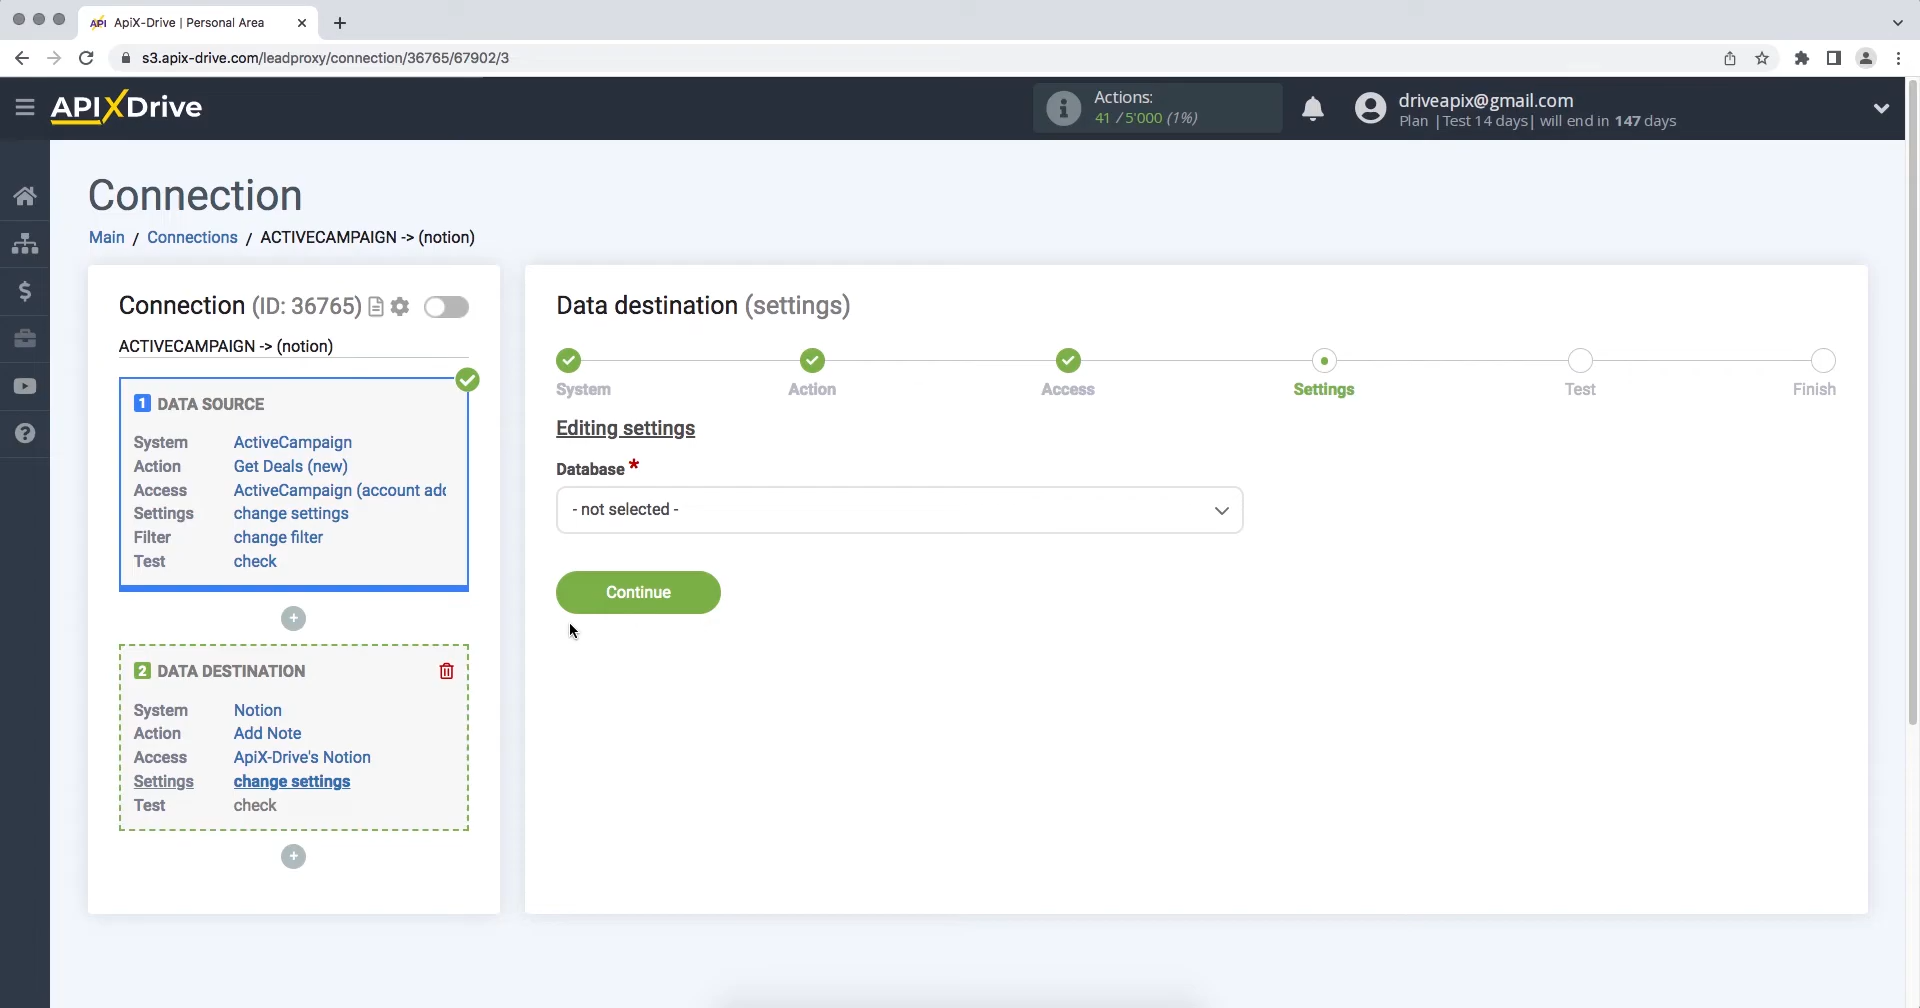 ApiX-Drive | Personal Area
s3.apix-drive.com/leadproxy/connection/36765/67902/3
APIXDrive
Actions:
41 / 5'000 (1%)
driveapix@gmail.com
Plan |Test 14 days| will end in 147 days
Connection
Main / Connections / ACTIVECAMPAIGN -> (notion)
Connection (ID: 36765)
ACTIVECAMPAIGN -> (notion)
1 DATA SOURCE
System ActiveCampaign
Action Get Deals (new)
Access ActiveCampaign (account adc
Settings change settings
Filter change filter
Test check
2 DATA DESTINATION
System Notion
Action Add Note
Access ApiX-Drive's Notion
Settings change settings
Test check
Data destination (settings)
System Action Access Settings Test Finish
Editing settings
Database *
- not selected -
Continue